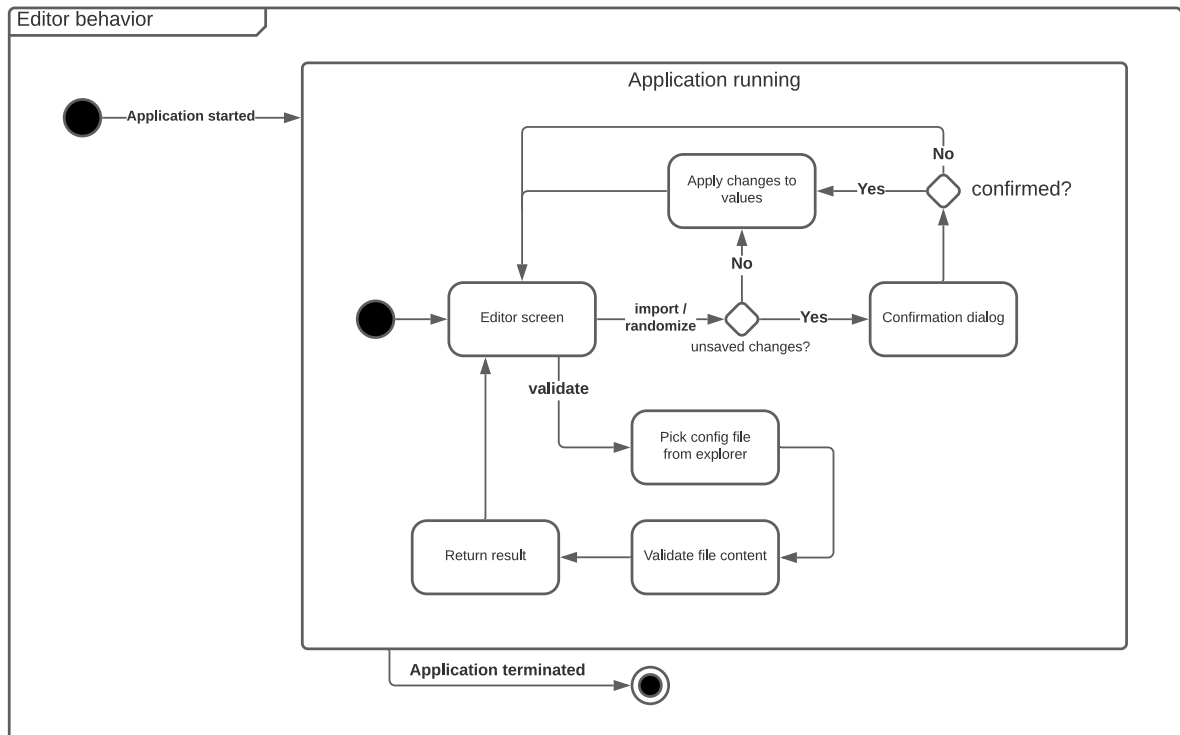 Editor behavior
Application running
Application started
No
Apply changes to
values
Yes
confirmed?
No
Editor screen
import /
randomize
Yes
Confirmation dialog
unsaved changes?
validate
Pick config file
from explorer
Return result
Validate file content
Application terminated